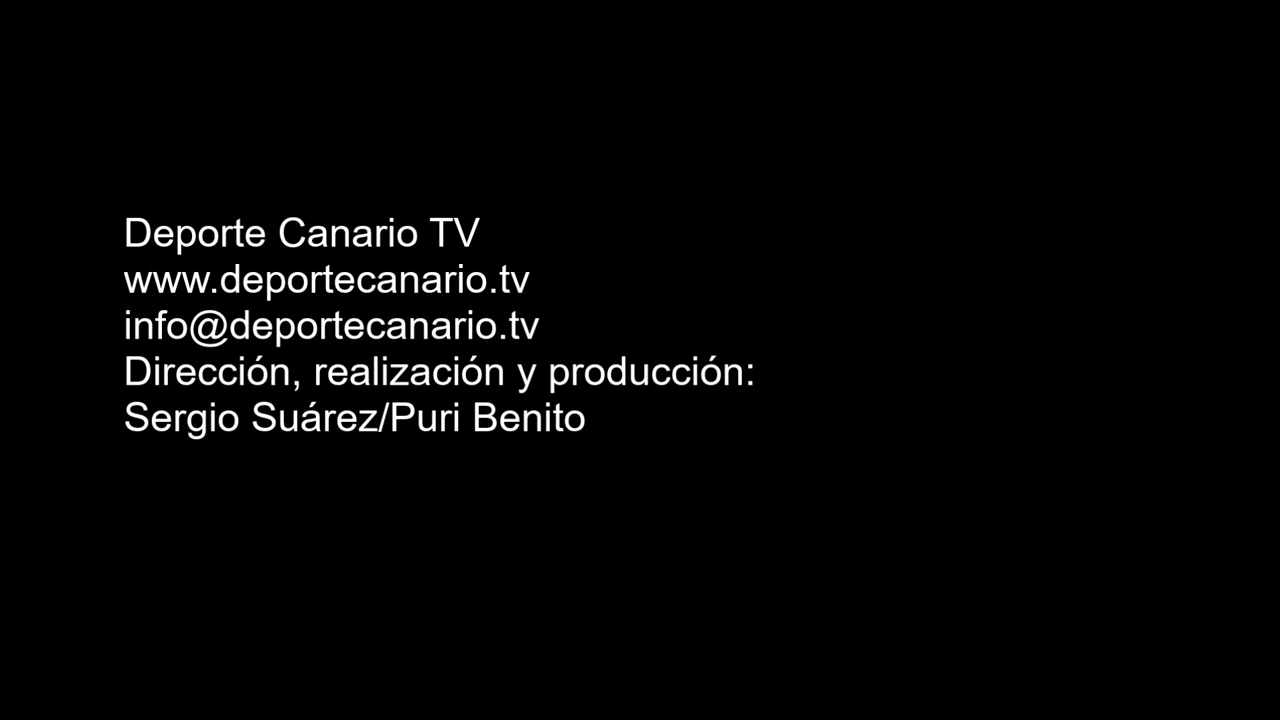 Deporte Canario TV
www.deportecanario.tv
info@deportecanario.tv
Dirección, realización y producción:
Sergio Suárez/Puri Benito